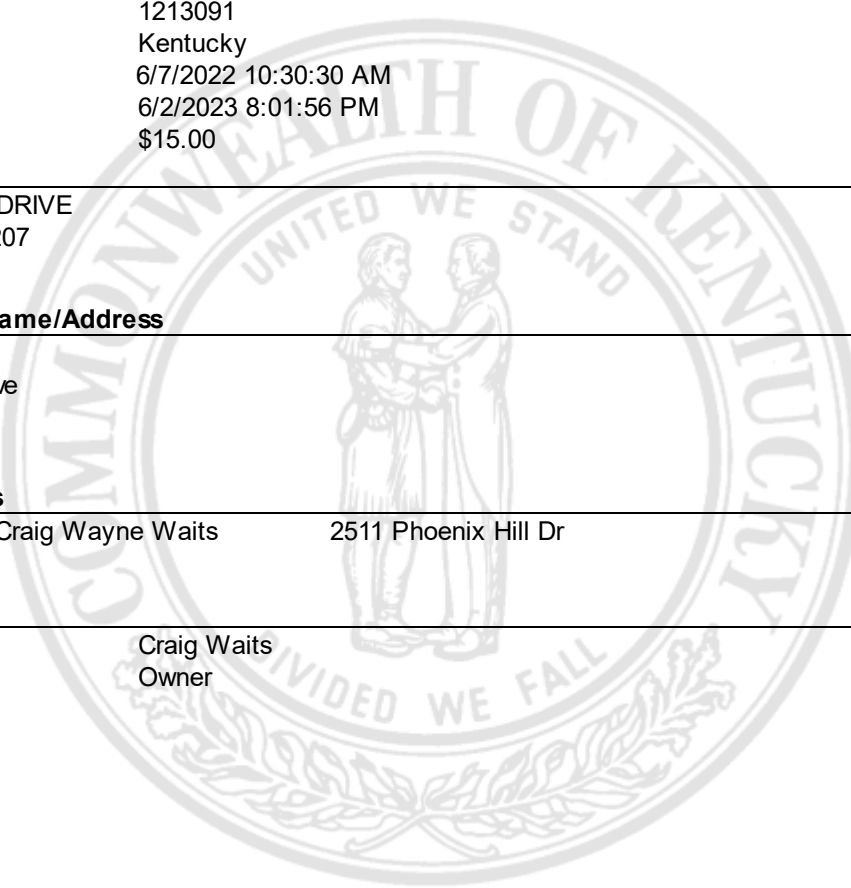 1213091
Kentucky
6/7/2022 10:30:30 AM
6/2/2023 8:01:56 PM
$15.00
DRIVE
207
ame/Address
ve
s
Craig Wayne Waits 2511 Phoenix Hill Dr
Craig Waits
Owner
COMMONWEALTH OF KENTUCKY
UNITED WE STAND
DIVIDED WE FALL